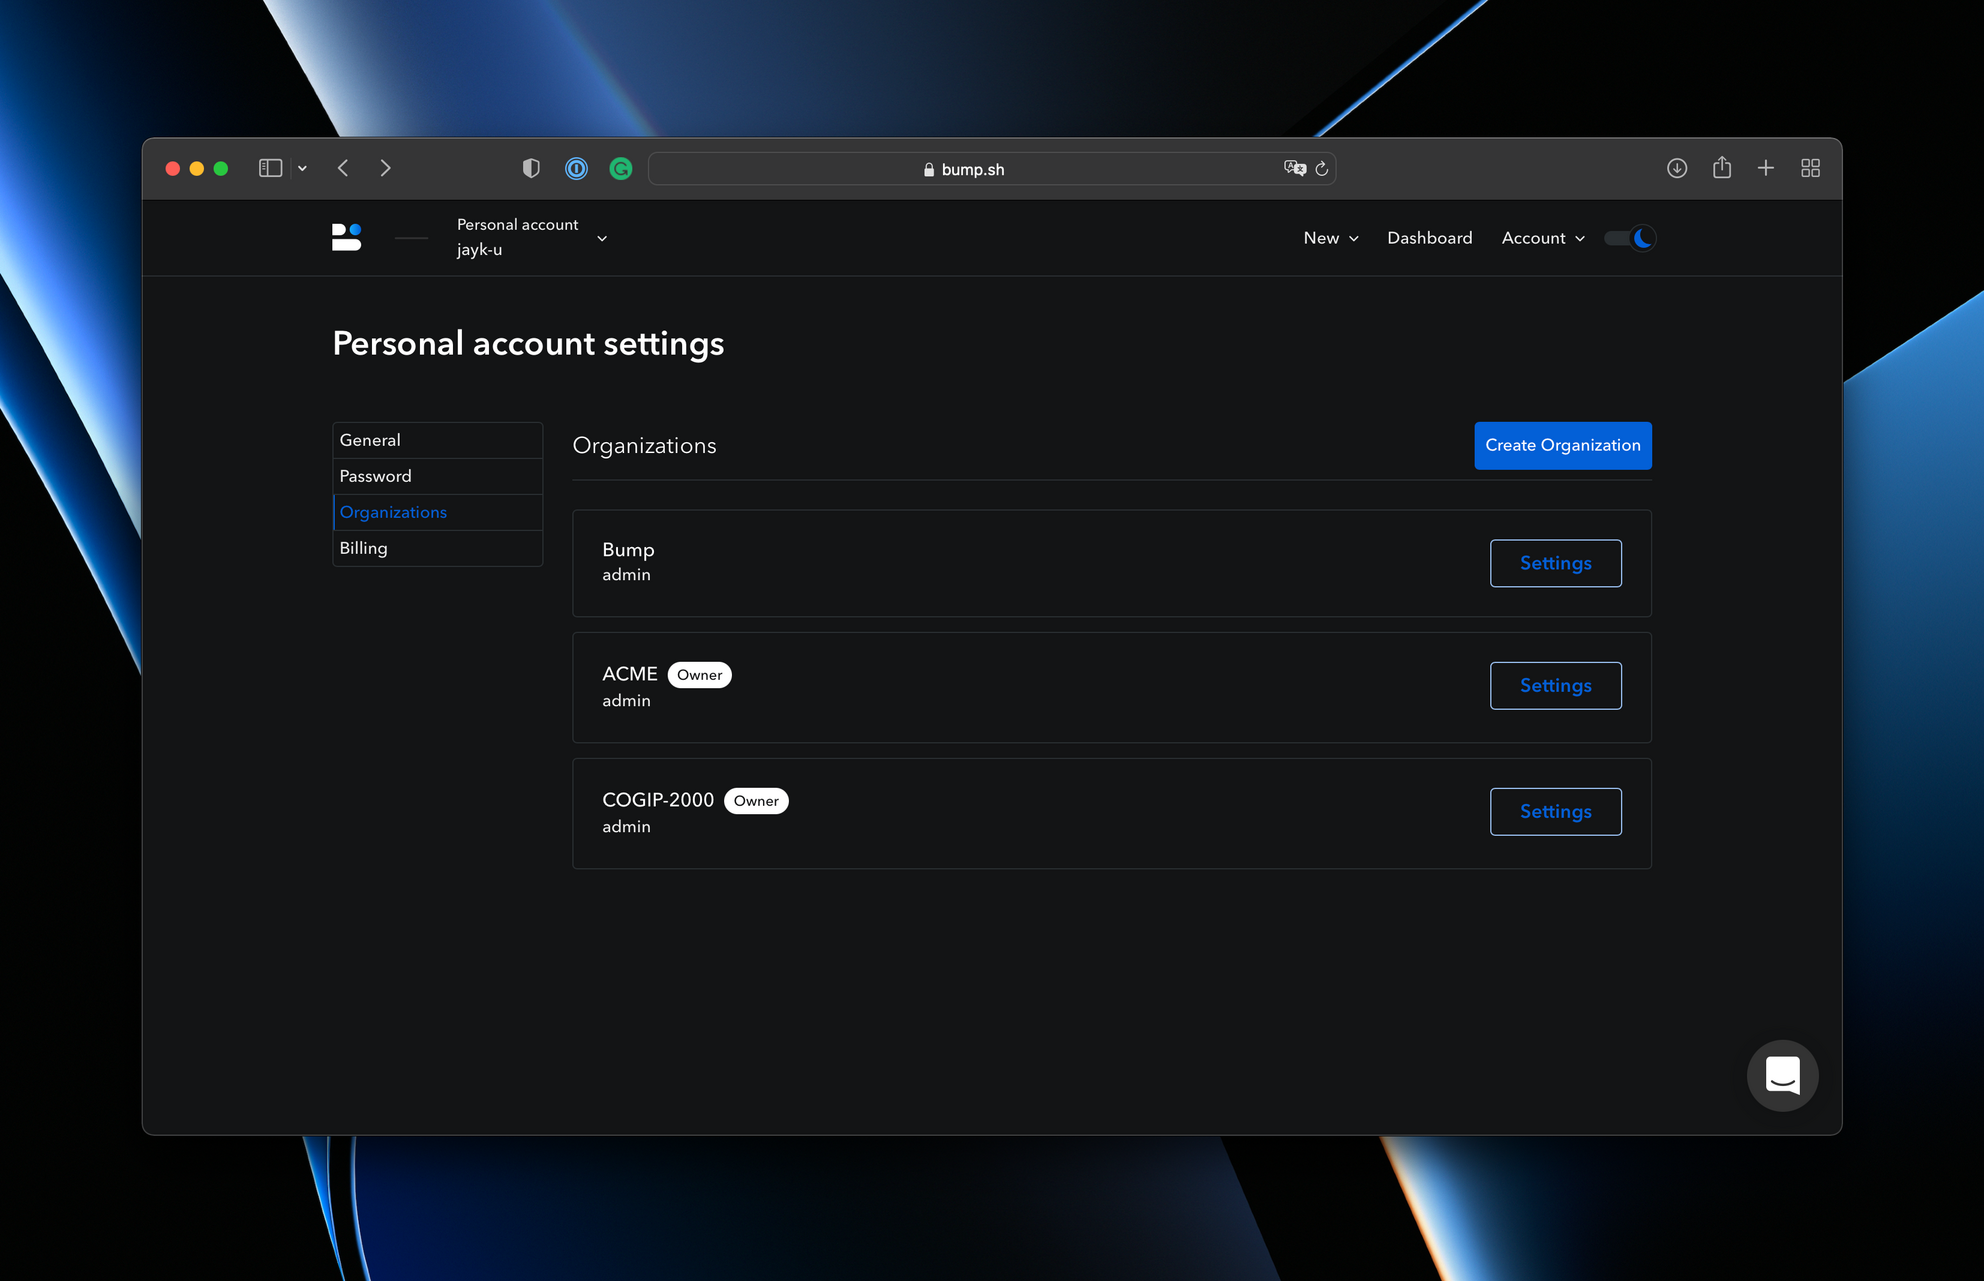 bump.sh
Personal account
jayk-u
New
Dashboard
Account
Personal account settings
General
Password
Organizations
Billing
Organizations
Create Organization
Bump
admin
Settings
ACME Owner
admin
Settings
COGIP-2000 Owner
admin
Settings